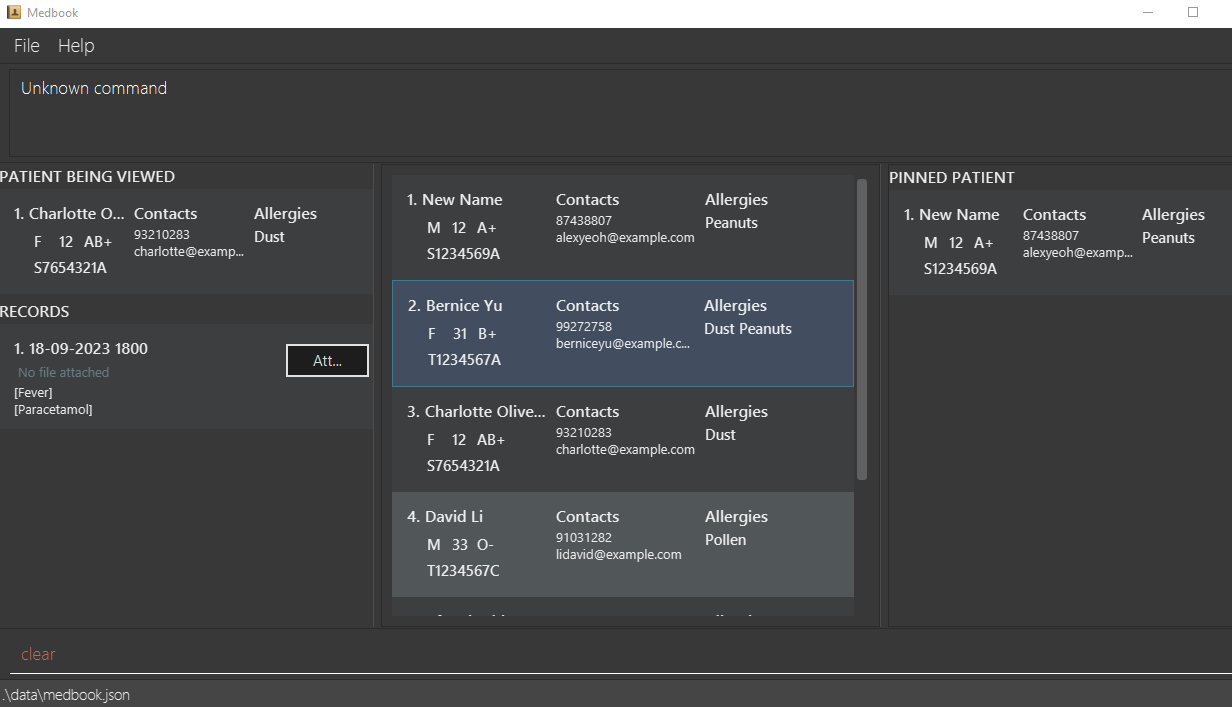 Medbook
File Help
Unknown command
PATIENT BEING VIEWED
1. Charlotte O... Contacts Allergies
93210283 Dust
F 12 AB+ charlotte@examp...
S7654321A
RECORDS
1. 18-09-2023 1800
No file attached
Att...
[Fever]
[Paracetamol]
1. New Name Contacts Allergies
87438807 Peanuts
M 12 A+ alexyeoh@example.com
S1234569A
2. Bernice Yu Contacts Allergies
99272758 Dust Peanuts
F 31 B+ berniceyu@example.c...
T1234567A
3. Charlotte Olive... Contacts Allergies
93210283 Dust
F 12 AB+ charlotte@example.com
S7654321A
4. David Li Contacts Allergies
91031282 Pollen
M 33 O- lidavid@example.com
T1234567C
PINNED PATIENT
1. New Name Contacts Allergies
87438807 Peanuts
M 12 A+ alexyeoh@examp...
S1234569A
clear
.\data\medbook.json